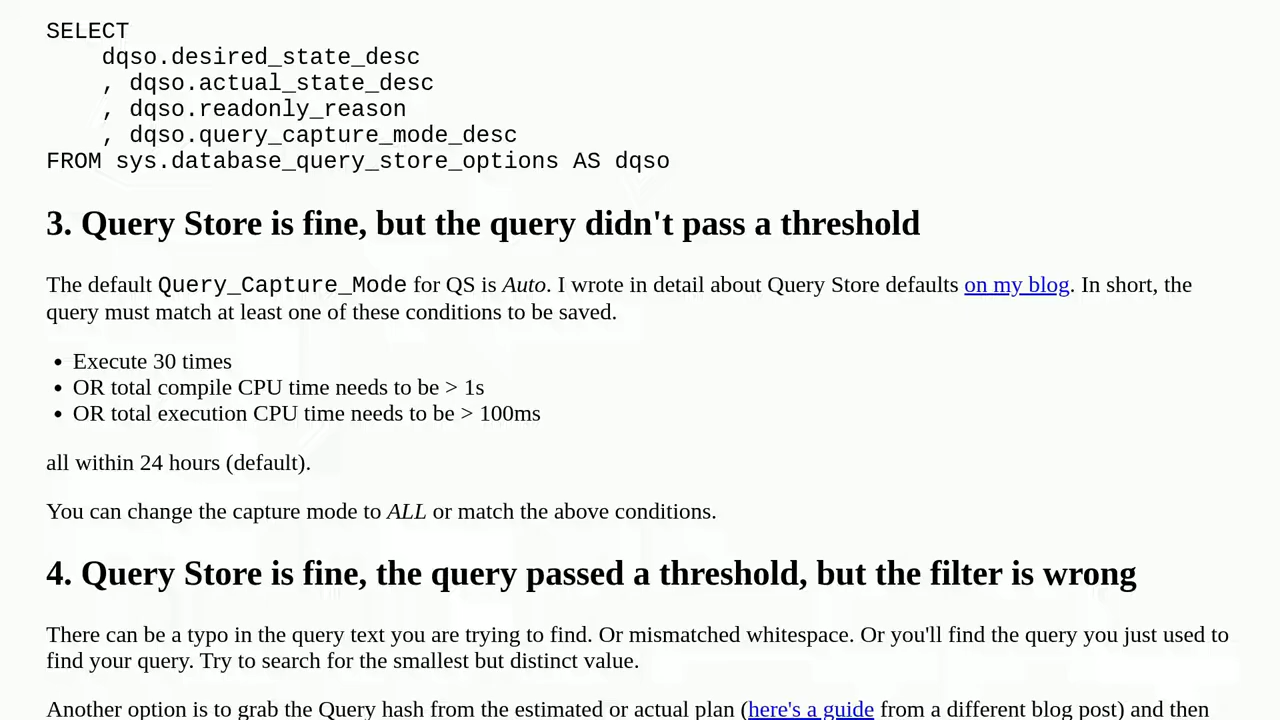 SELECT
    dqso.desired_state_desc
    , dqso.actual_state_desc
    , dqso.readonly_reason
    , dqso.query_capture_mode_desc
FROM sys.database_query_store_options AS dqso
3. Query Store is fine, but the query didn't pass a threshold
The default Query_Capture_Mode for QS is Auto. I wrote in detail about Query Store defaults on my blog. In short, the
query must match at least one of these conditions to be saved.
• Execute 30 times
• OR total compile CPU time needs to be > 1s
• OR total execution CPU time needs to be > 100ms
all within 24 hours (default).
You can change the capture mode to ALL or match the above conditions.
4. Query Store is fine, the query passed a threshold, but the filter is wrong
There can be a typo in the query text you are trying to find. Or mismatched whitespace. Or you'll find the query you just used to
find your query. Try to search for the smallest but distinct value.
Another option is to grab the Query hash from the estimated or actual plan (here's a guide from a different blog post) and then